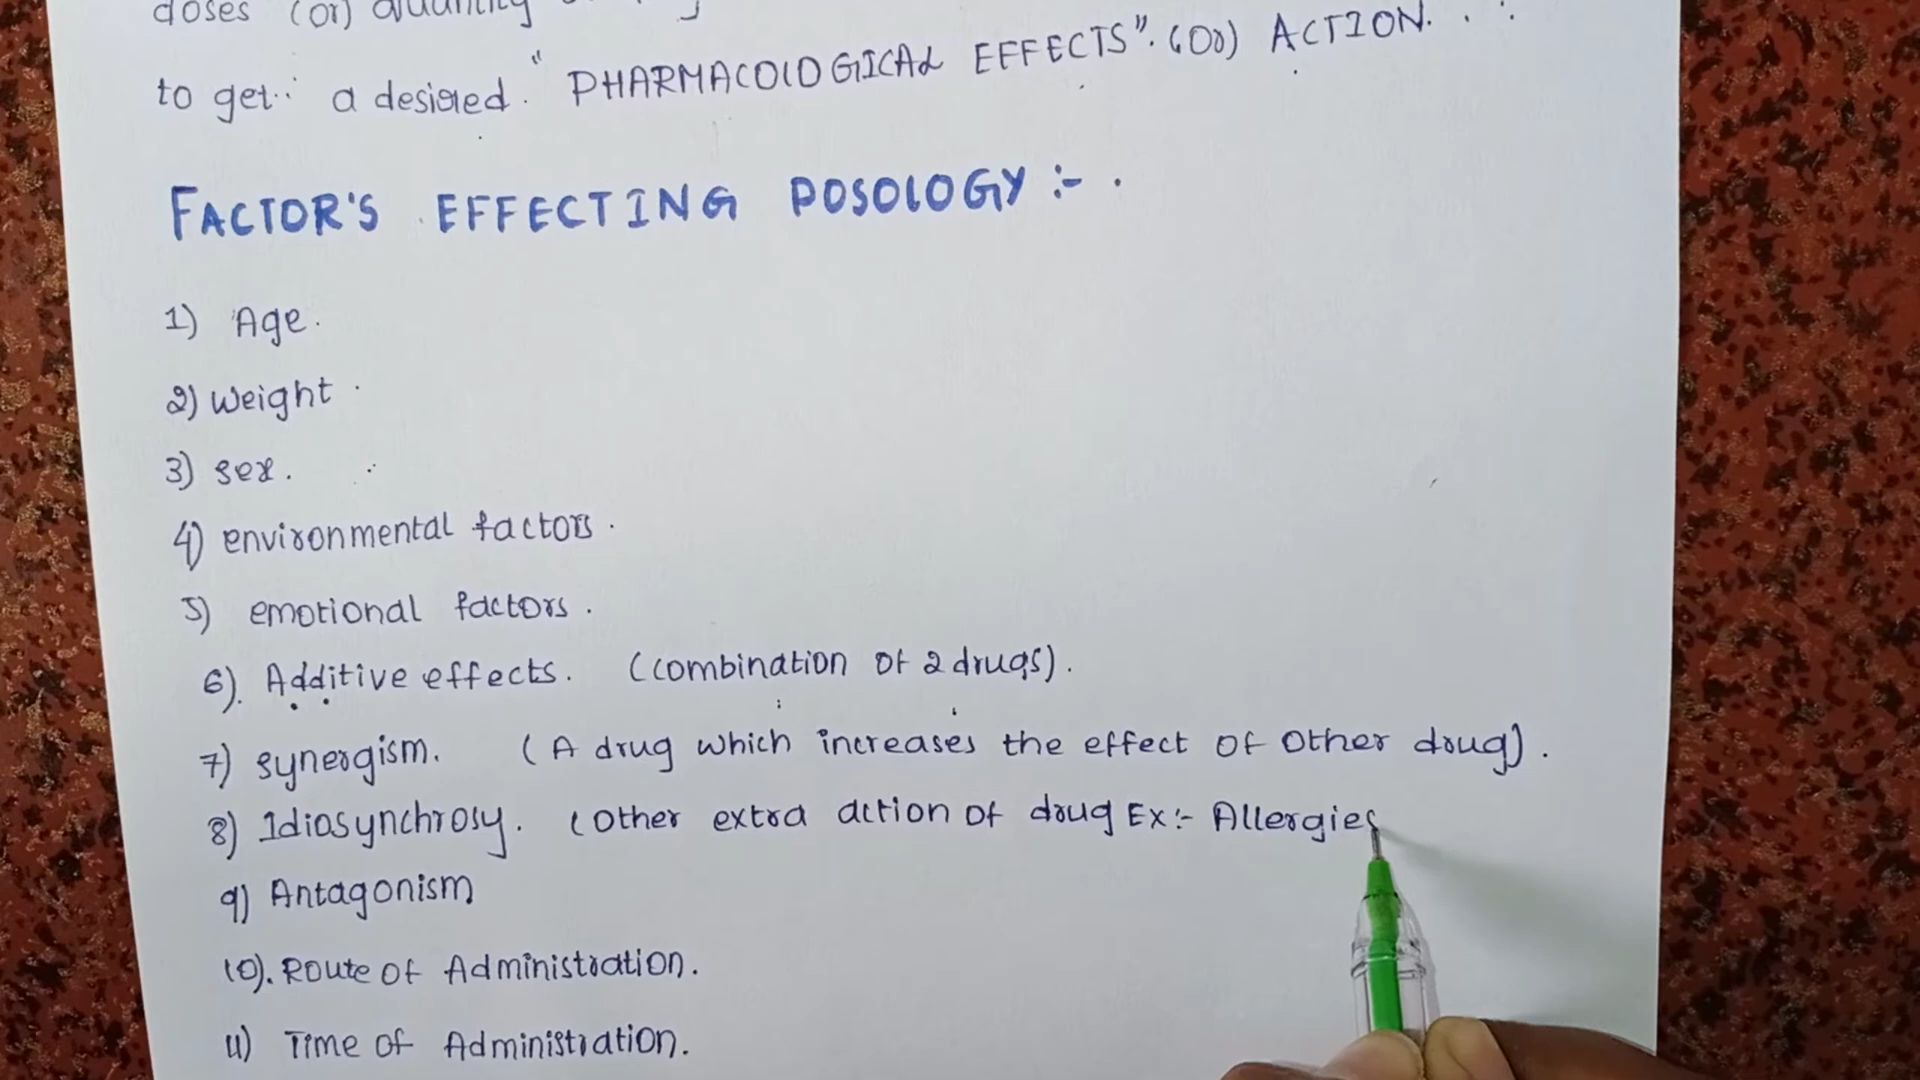 doses (or) quantity
to get a desired. "PHARMACOLOGICAL EFFECTS". (Or) ACTION.
FACTOR'S EFFECTING POSOLOGY :-
1) Age.
2) weight
3) sex.
4) environmental factors.
5) emotional factors.
6). Additive effects. (combination of 2 drugs).
7) synergism. (A drug which increases the effect of other drug).
8) Idiosynchrosy. (Other extra action of drug Ex:- Allergies
9) Antagonism
10). Route of Administration.
11) Time of Administration.